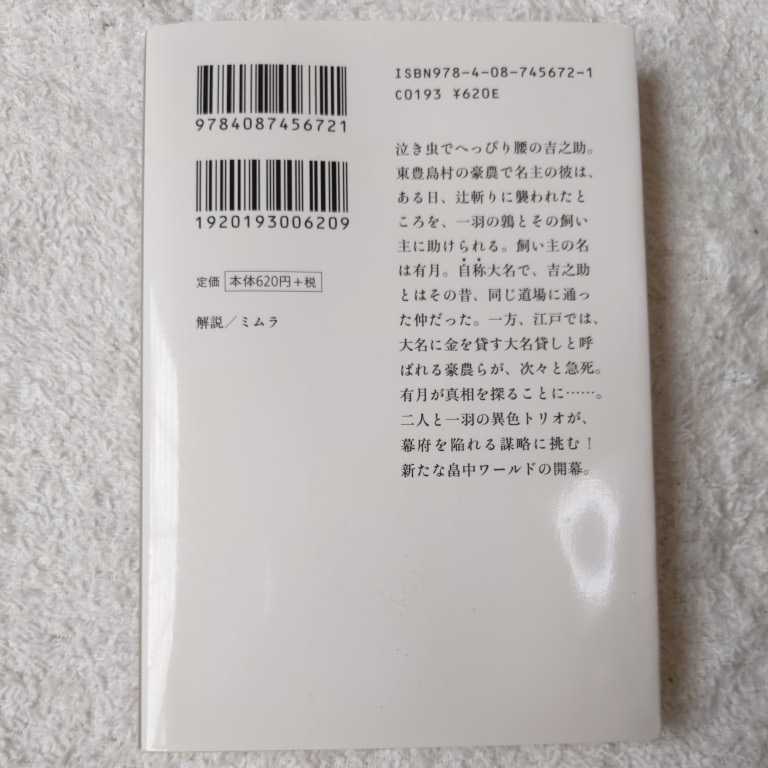 9784087456721
1920193006209
定価 本体620円+税
解説/ミムラ
ISBN978-4-08-745672-1
C0193 ¥620E
泣き虫でへっぴり腰の吉之助。
東豊島村の豪農で名主の彼は、
ある日、辻斬りに襲われたと
ころを、一羽の鶉とその飼い
主に助けられる。飼い主の名
は有月。自称大名で、吉之助
とはその昔、同じ道場に通っ
た仲だった。一方、江戸では、
大名に金を貸す大名貸しと呼
ばれる豪農らが、次々と急死。
有月が真相を探ることに……。
二人と一羽の異色トリオが、
幕府を陥れる謀略に挑む!
新たな畠中ワールドの開幕。